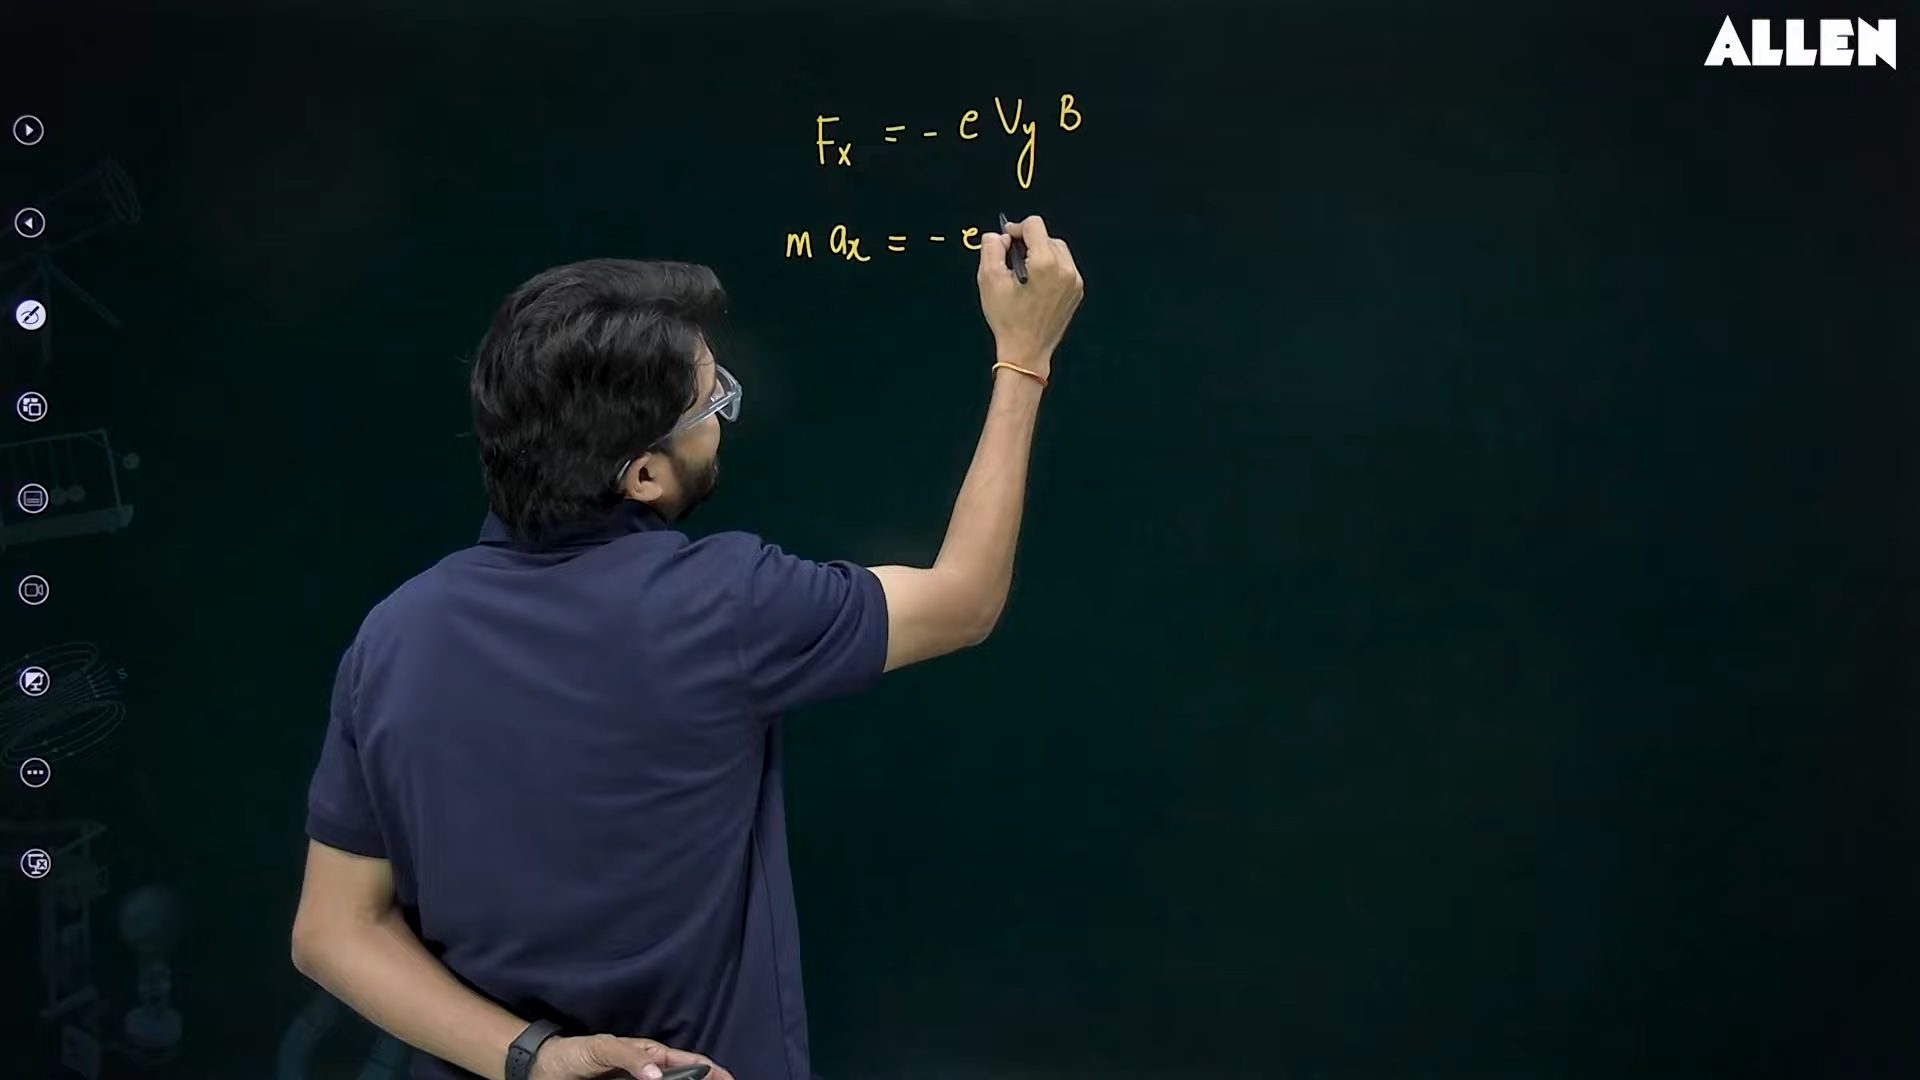 ALLEN
Fx = - e Vy B
m ax = - e